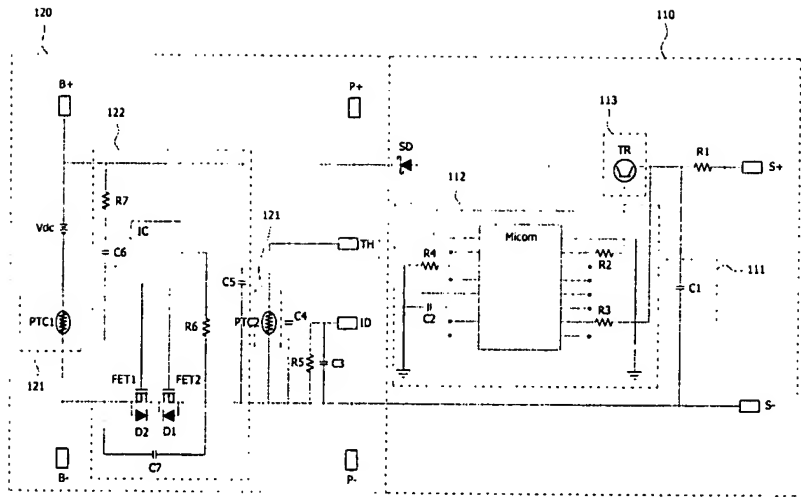 120
110
B+
P+
113
122
SD
TR
R1
S+
112
R7
IC
121
Micom
Vdc
TH
R4
C6
R2
C5
111
C1
PTC1
R6
PTC2
C4
ID
C2
R3
R5
C3
121
FET1
FET2
S-
D2
D1
C7
B-
P-